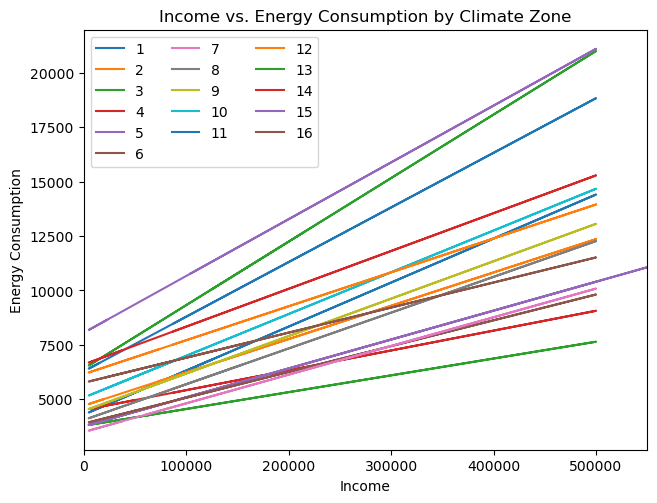 Income vs. Energy Consumption by Climate Zone
1 7 12
2 8 13
3 9 14
4 10 15
5 11 16
6
Energy Consumption
20000
17500
15000
12500
10000
7500
5000
0 100000 200000 300000 400000 500000
Income